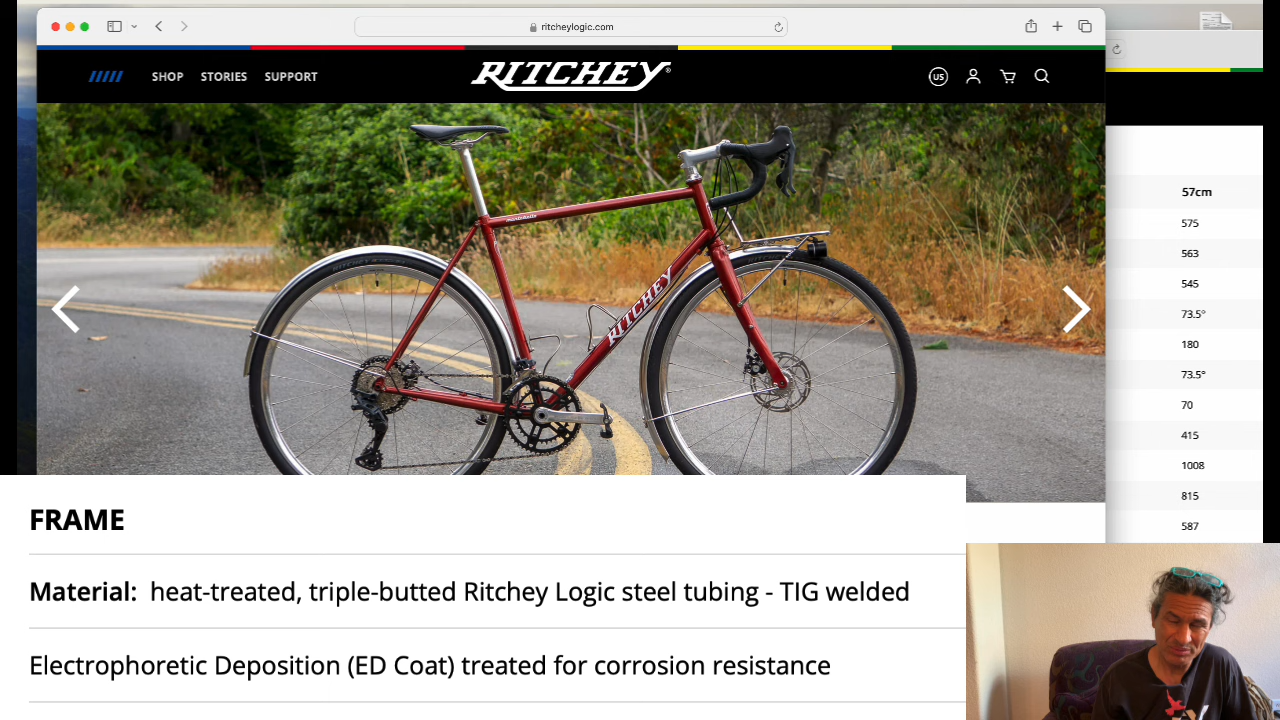 ritcheylogic.com
SHOP STORIES SUPPORT
RITCHEY®
US
RITCHEY
57cm
575
563
545
73.5°
180
73.5°
70
415
1008
815
587
FRAME
Material: heat-treated, triple-butted Ritchey Logic steel tubing - TIG welded
Electrophoretic Deposition (ED Coat) treated for corrosion resistance